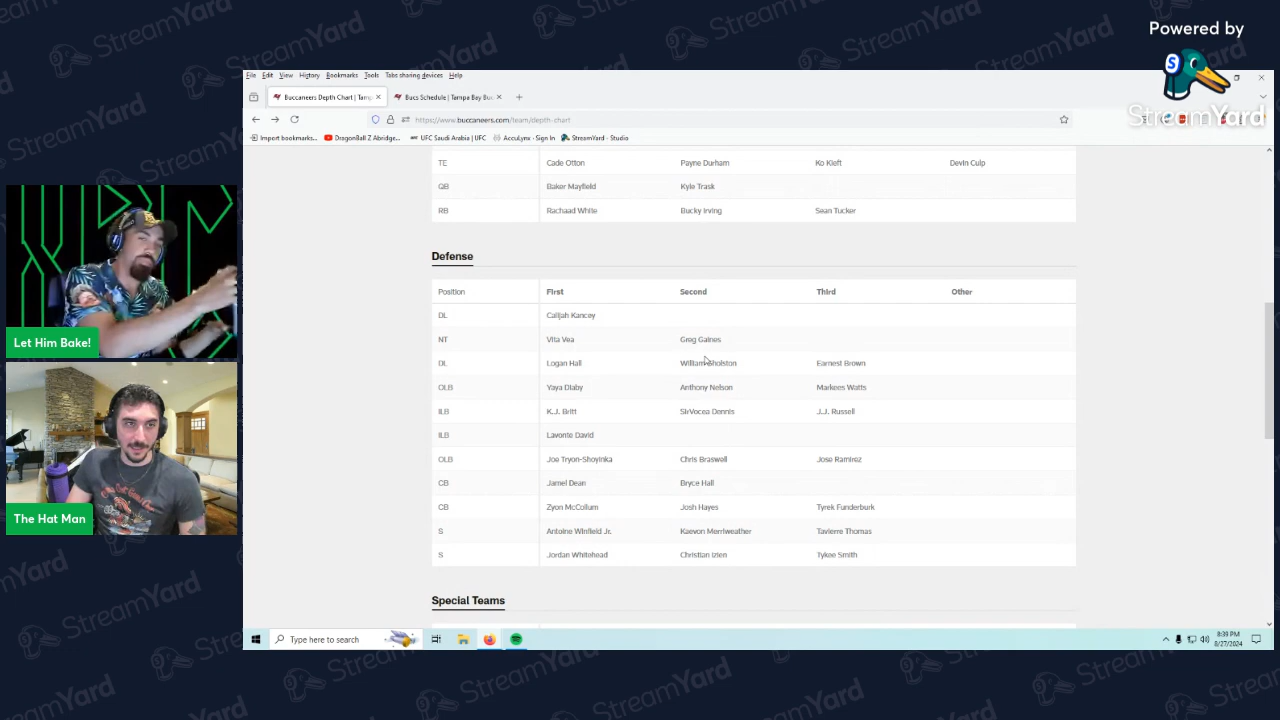 Powered by
StreamYard
File Edit View History Bookmarks Tools Tabs sharing devices Help
Buccaneers Depth Chart | Tamp
Bucs Schedule | Tampa Bay Buc
https://www.buccaneers.com/team/depth-chart
Import bookmarks... DragonBall Z Abridge... UFC Saudi Arabia | UFC AccuLynx - Sign In StreamYard - Studio
TE Cade Otton Payne Durham Ko Kieft Devin Culp
QB Baker Mayfield Kyle Trask
RB Rachaad White Bucky Irving Sean Tucker
Defense
Position First Second Third Other
DL Calijah Kancey
NT Vita Vea Greg Gaines
DL Logan Hall William Gholston Earnest Brown
OLB Yaya Diaby Anthony Nelson Markees Watts
ILB K.J. Britt SirVocea Dennis J.J. Russell
ILB Lavonte David
OLB Joe Tryon-Shoyinka Chris Braswell Jose Ramirez
CB Jamel Dean Bryce Hall
CB Zyon McCollum Josh Hayes Tyrek Funderburk
S Antoine Winfield Jr. Kaevon Merriweather Tavierre Thomas
S Jordan Whitehead Christian Izien Tykee Smith
Special Teams
Let Him Bake!
The Hat Man
Type here to search
8:39 PM
8/27/2024